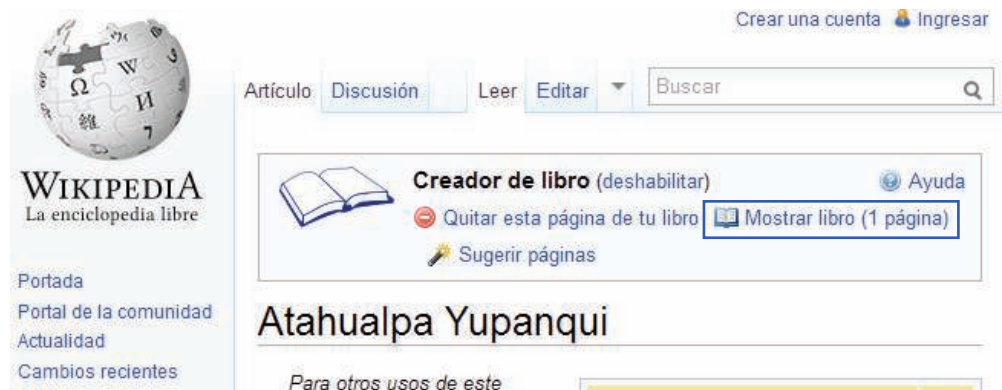 Crear una cuenta Ingresar
Artículo Discusión Leer Editar Buscar
WIKIPEDIA
La enciclopedia libre
Creador de libro (deshabilitar) Ayuda
Quitar esta página de tu libro Mostrar libro (1 página)
Sugerir páginas
Portada
Portal de la comunidad
Actualidad
Cambios recientes
Atahualpa Yupanqui
Para otros usos de este